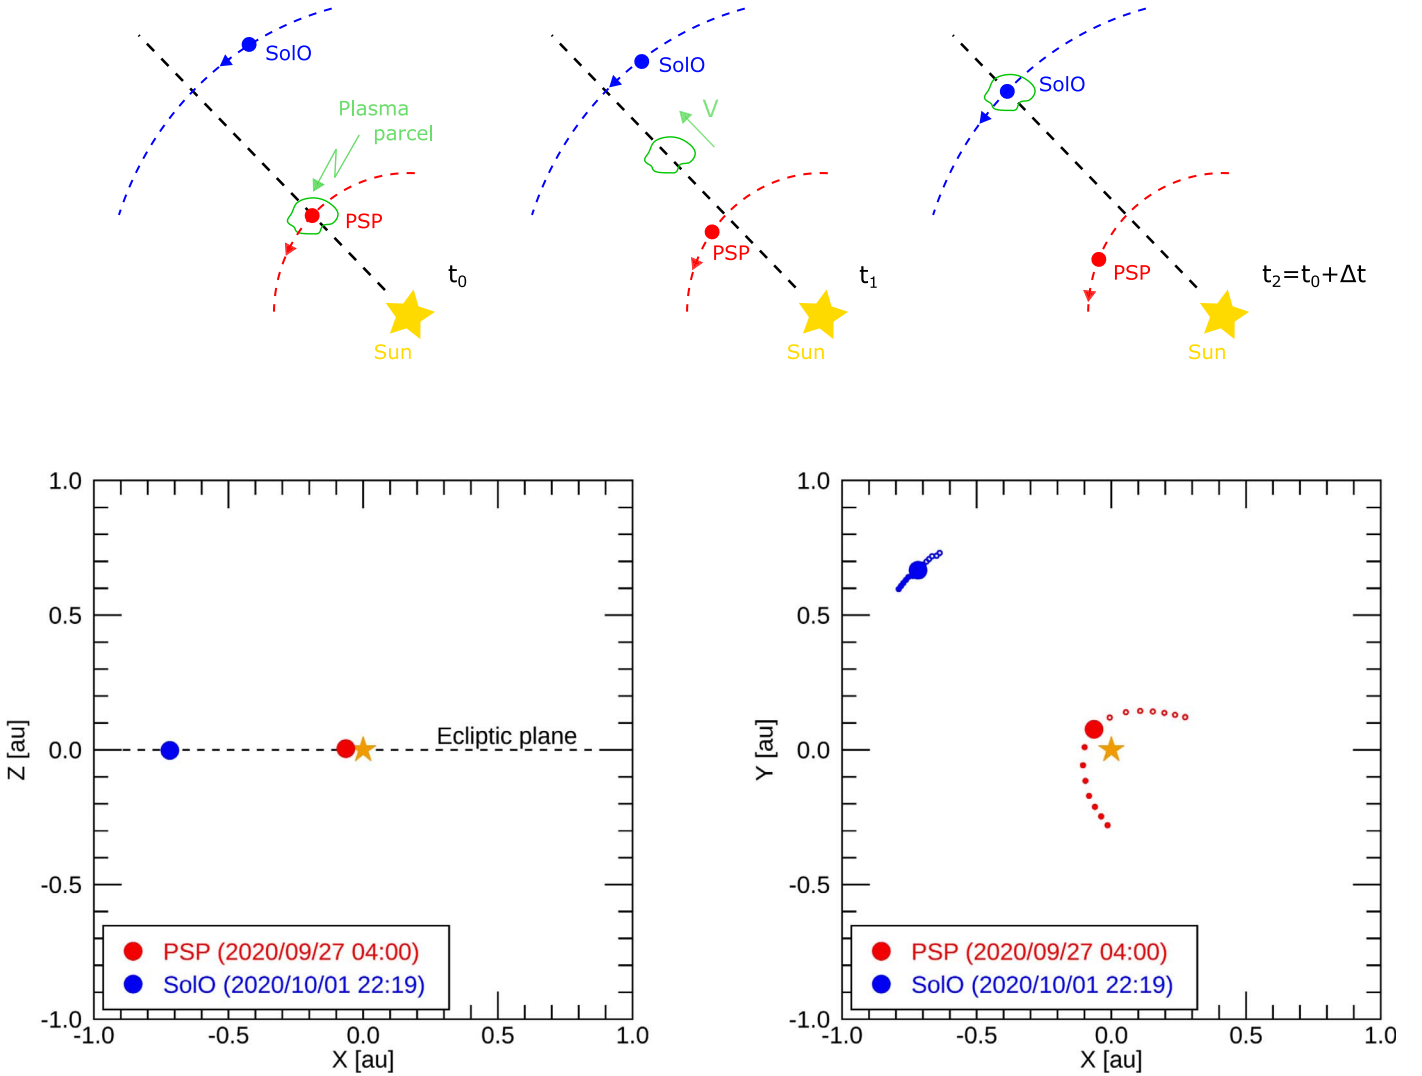 SolO
Plasma
parcel
PSP
t0
Sun
SolO
V
PSP
t1
Sun
SolO
PSP
t2=t0+Δt
Sun
1.0
0.5
0.0
-0.5
-1.0
Z [au]
Ecliptic plane
PSP (2020/09/27 04:00)
SolO (2020/10/01 22:19)
-1.0 -0.5 0.0 0.5 1.0
X [au]
1.0
0.5
0.0
-0.5
-1.0
Y [au]
PSP (2020/09/27 04:00)
SolO (2020/10/01 22:19)
-1.0 -0.5 0.0 0.5 1.0
X [au]